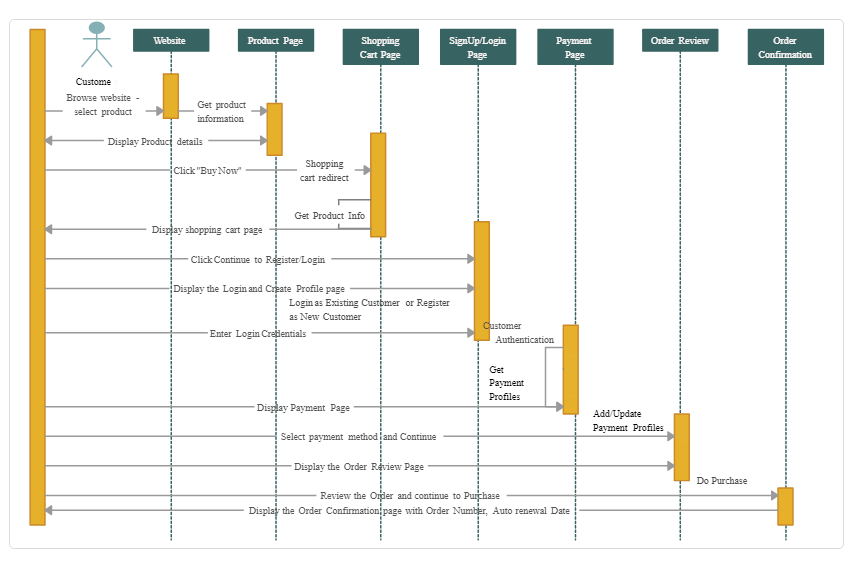 Website
Product Page
Shopping
Cart Page
SignUp/Login
Page
Payment
Page
Order Review
Order
Confirmation
Custome
Browse website -
select product
Get product
information
Display Product details
Click "Buy Now"
Shopping
cart redirect
Get Product Info
Display shopping cart page
Click Continue to Register/Login
Display the Login and Create Profile page
Login as Existing Customer or Register
as New Customer
Customer
Authentication
Enter Login Credentials
Get
Payment
Profiles
Display Payment Page
Add/Update
Payment Profiles
Select payment method and Continue
Display the Order Review Page
Do Purchase
Review the Order and continue to Purchase
Display the Order Confirmation page with Order Number, Auto renewal Date